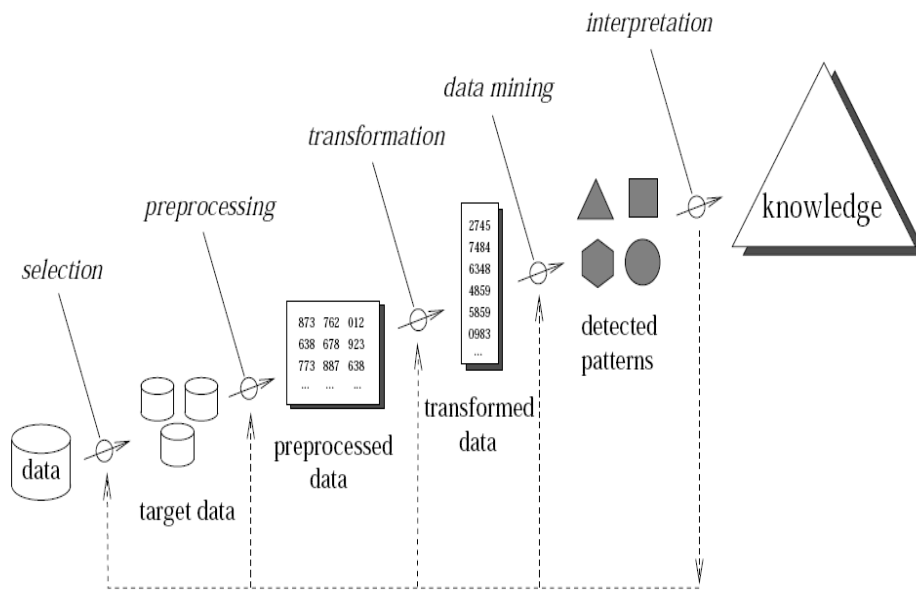 interpretation
data mining
transformation
preprocessing
selection
knowledge
2745
7484
6348
4859
5859
0983
...
detected
patterns
873 762 012
638 678 923
773 887 638
... ... ...
transformed
data
preprocessed
data
data
target data